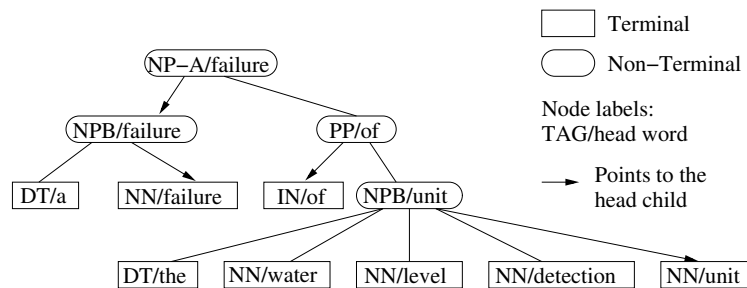 Terminal
NP−A/failure
Non−Terminal
Node labels:
TAG/head word
NPB/failure
PP/of
Points to the
head child
DT/a
NN/failure
IN/of
NPB/unit
DT/the
NN/water
NN/level
NN/detection
NN/unit